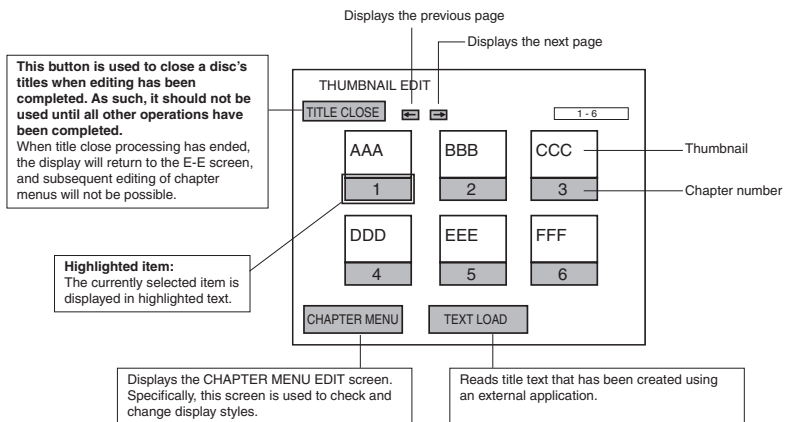 Displays the previous page
Displays the next page
This button is used to close a disc's
titles when editing has been
completed. As such, it should not be
used until all other operations have
been completed.
When title close processing has ended,
the display will return to the E-E screen,
and subsequent editing of chapter
menus will not be possible.
THUMBNAIL EDIT
TITLE CLOSE
1 - 6
AAA
BBB
CCC
Thumbnail
1
2
3
Chapter number
DDD
EEE
FFF
4
5
6
Highlighted item:
The currently selected item is
displayed in highlighted text.
CHAPTER MENU
TEXT LOAD
Displays the CHAPTER MENU EDIT screen.
Specifically, this screen is used to check and
change display styles.
Reads title text that has been created using
an external application.